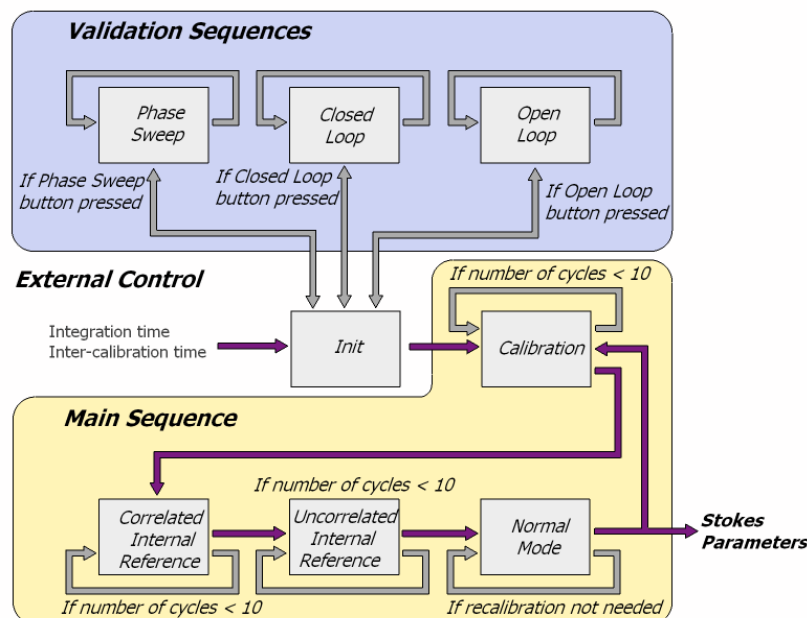 Validation Sequences
Phase
Sweep
Closed
Loop
Open
Loop
If Phase Sweep
button pressed
If Closed Loop
button pressed
If Open Loop
button pressed
External Control
If number of cycles < 10
Integration time
Inter-calibration time
Init
Calibration
Main Sequence
If number of cycles < 10
Correlated
Internal
Reference
Uncorrelated
Internal
Reference
Normal
Mode
Stokes
Parameters
If number of cycles < 10
If recalibration not needed